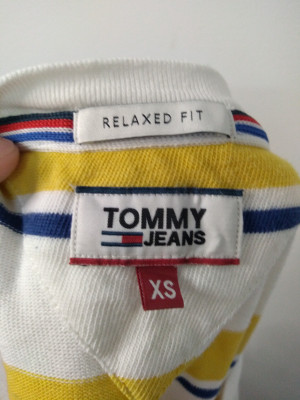 RELAXED FIT
TOMMY
JEANS
XS